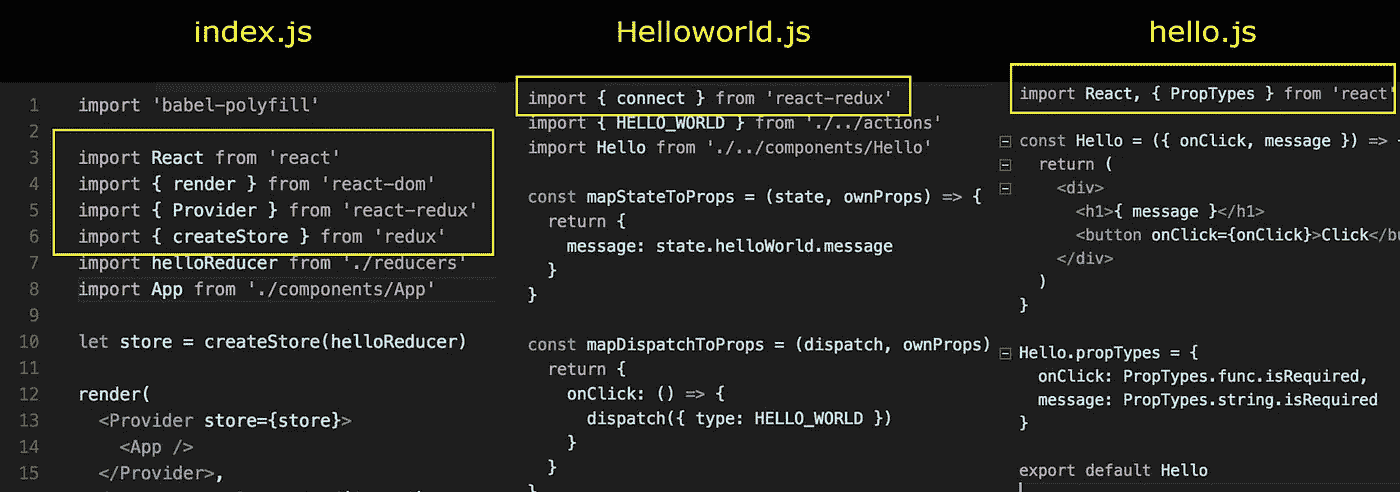 index.js
1 import 'babel-polyfill'
2
3 import React from 'react'
4 import { render } from 'react-dom'
5 import { Provider } from 'react-redux'
6 import { createStore } from 'redux'
7 import helloReducer from './reducers'
8 import App from './components/App'
9
10 let store = createStore(helloReducer)
11
12 render(
13 <Provider store={store}>
14 <App />
15 </Provider>,
Helloworld.js
import { connect } from 'react-redux'
import { HELLO_WORLD } from './../actions'
import Hello from './../components/Hello'
const mapStateToProps = (state, ownProps) => {
return {
message: state.helloWorld.message
}
}
const mapDispatchToProps = (dispatch, ownProps)
return {
onClick: () => {
dispatch({ type: HELLO_WORLD })
}
}
hello.js
import React, { PropTypes } from 'react'
const Hello = ({ onClick, message }) =>
return (
<div>
<h1>{ message }</h1>
<button onClick={onClick}>Click</bu
</div>
)
}
Hello.propTypes = {
onClick: PropTypes.func.isRequired,
message: PropTypes.string.isRequired
}
export default Hello